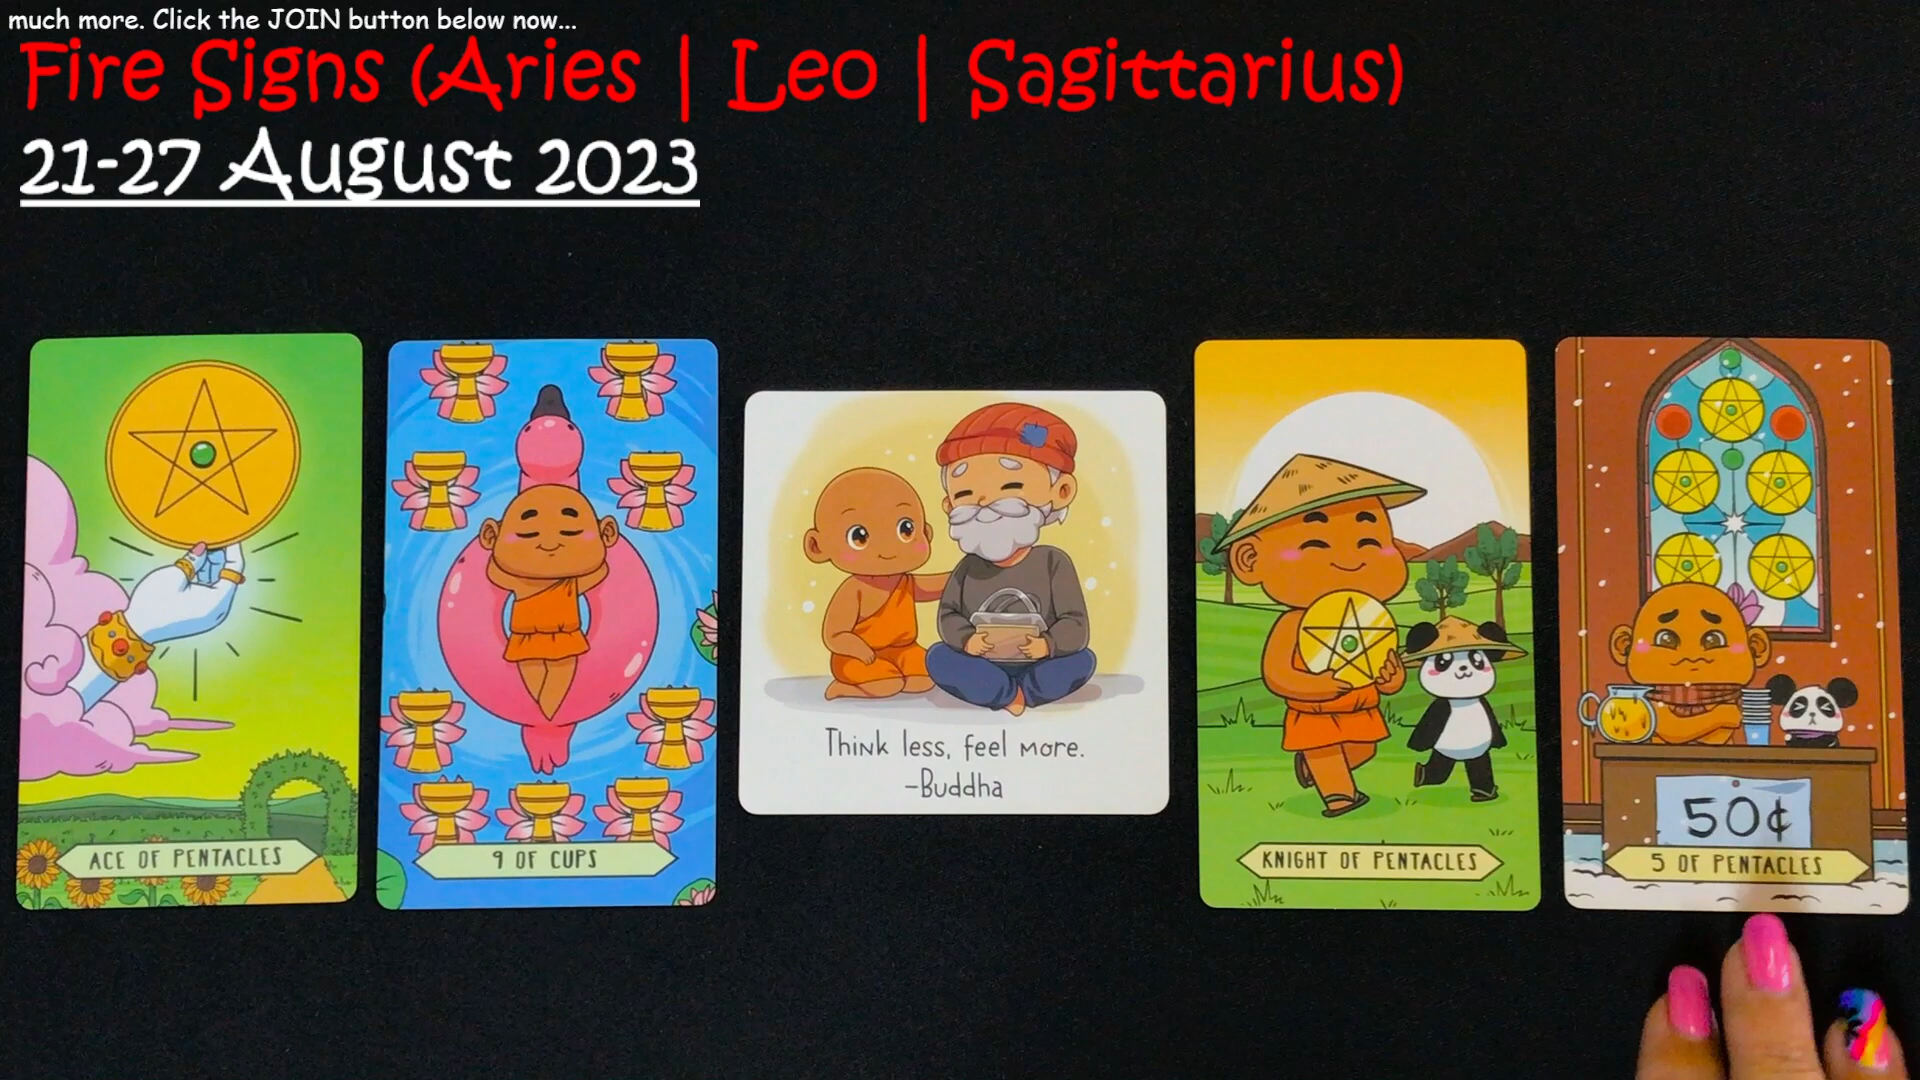 much more. Click the JOIN button below now...
Fire Signs (Aries | Leo | Sagittarius)
21-27 August 2023
Think less, feel more.
-Buddha
50¢
ACE OF PENTACLES
9 OF CUPS
KNIGHT OF PENTACLES
5 OF PENTACLES